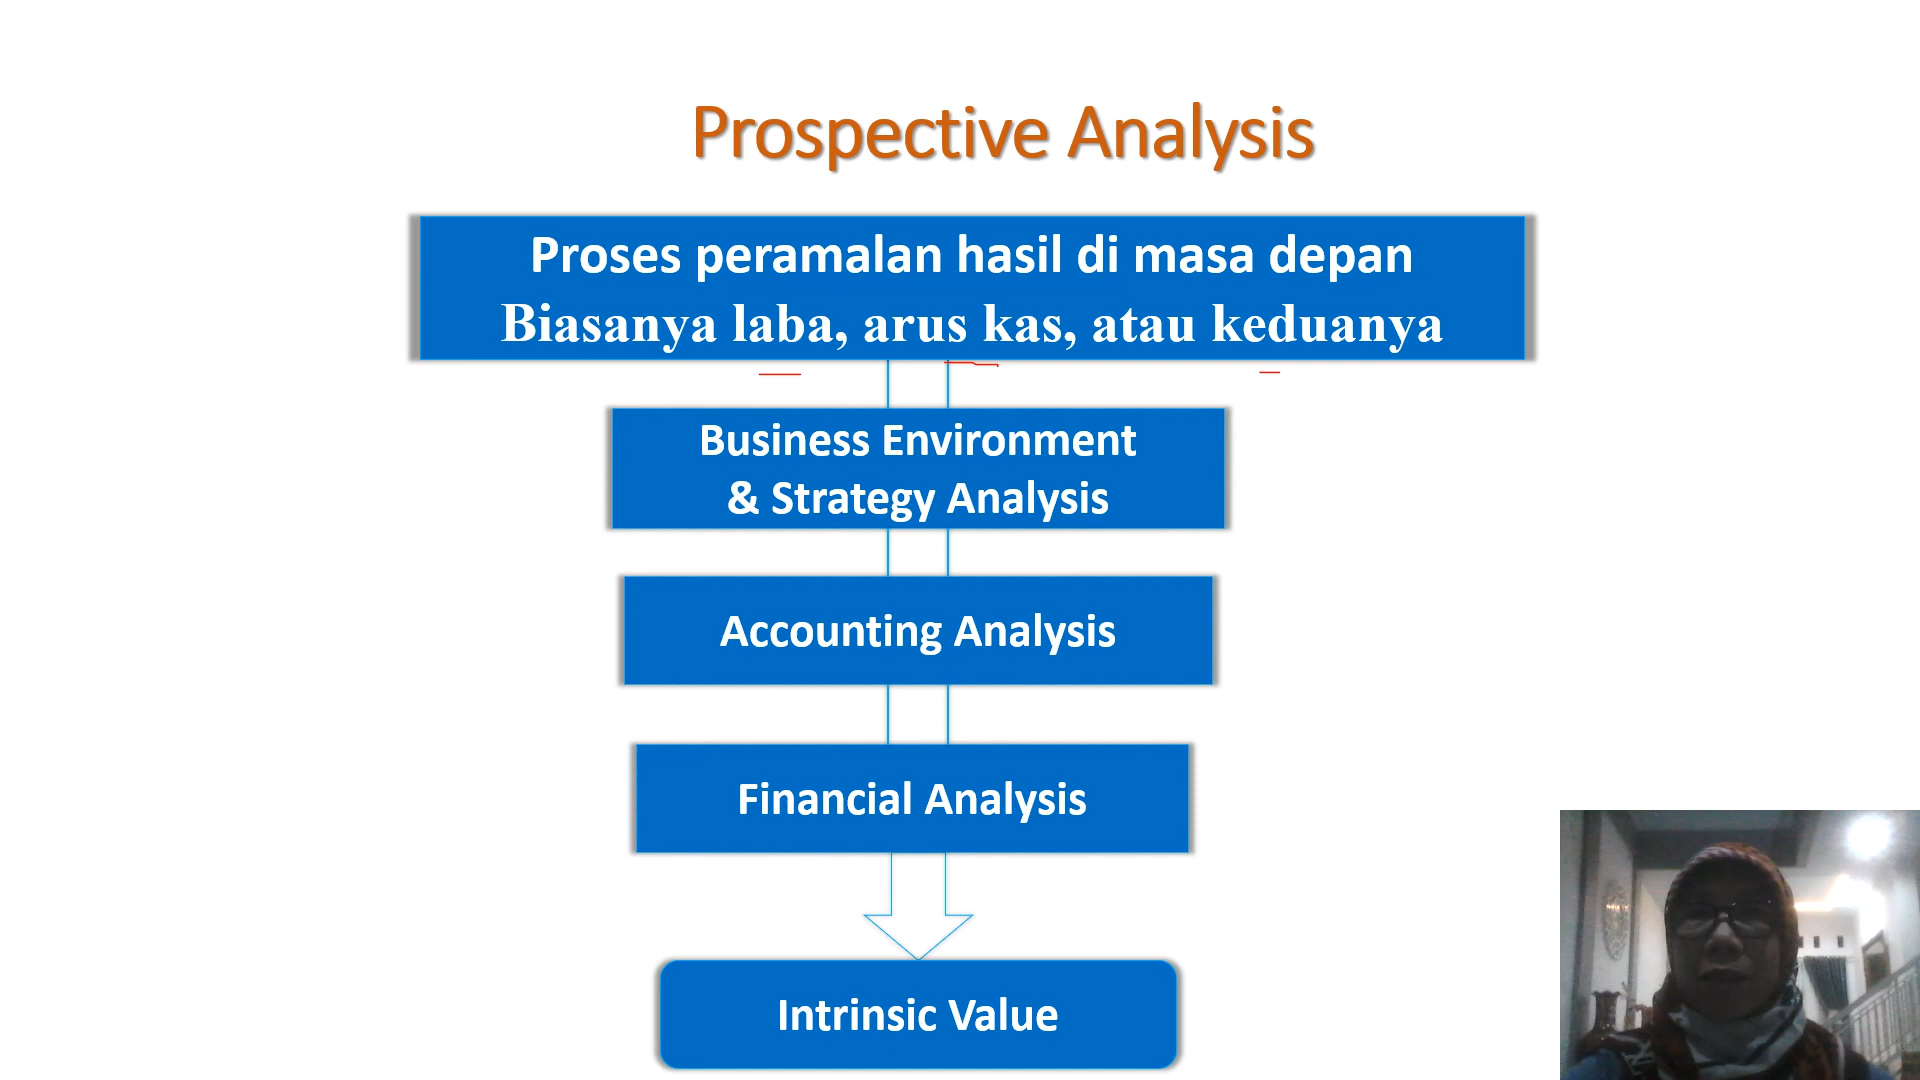 Prospective Analysis
Proses peramalan hasil di masa depan
Biasanya laba, arus kas, atau keduanya
Business Environment
& Strategy Analysis
Accounting Analysis
Financial Analysis
Intrinsic Value